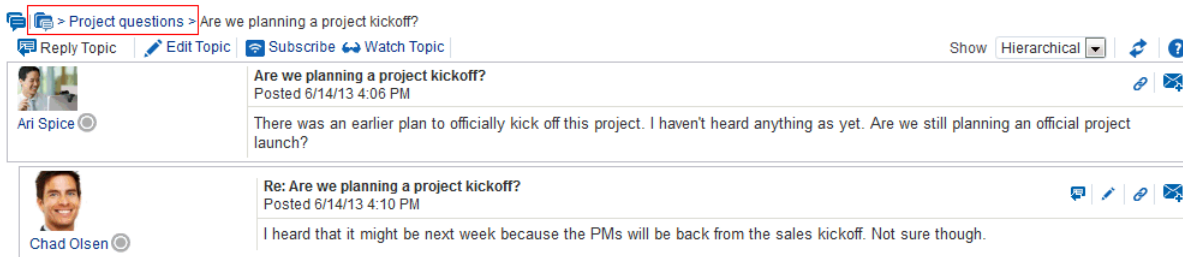 > Project questions > Are we planning a project kickoff?
Reply Topic Edit Topic Subscribe Watch Topic Show Hierarchical ?
Are we planning a project kickoff?
Posted 6/14/13 4:06 PM
Ari Spice
There was an earlier plan to officially kick off this project. I haven't heard anything as yet. Are we still planning an official project
launch?
Re: Are we planning a project kickoff?
Posted 6/14/13 4:10 PM
Chad Olsen
I heard that it might be next week because the PMs will be back from the sales kickoff. Not sure though.